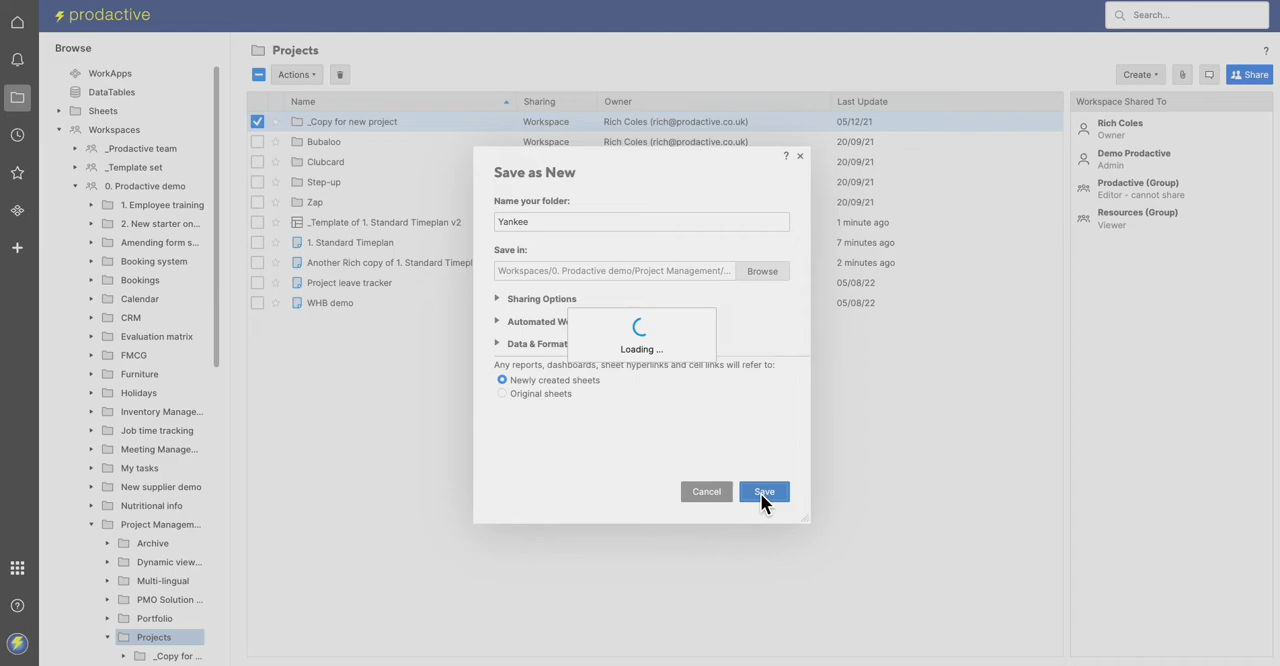 prodactive
Search...
Browse
WorkApps
DataTables
Sheets
Workspaces
_Prodactive team
_Template set
0. Prodactive demo
1. Employee training
2. New starter on...
Amending form s...
Booking system
Bookings
Calendar
CRM
Evaluation matrix
FMCG
Furniture
Holidays
Inventory Manage...
Job time tracking
Meeting Manage...
My tasks
New supplier demo
Nutritional info
Project Managem...
Archive
Dynamic view...
Multi-lingual
PMO Solution ...
Portfolio
Projects
_Copy for ...
Projects
?
Actions
Create
Share
Name Sharing Owner Last Update
_Copy for new project Workspace Rich Coles (rich@prodactive.co.uk) 05/12/21
Bubaloo Workspace Rich Coles (rich@prodactive.co.uk) 20/09/21
Clubcard 20/09/21
Step-up 20/09/21
Zap 20/09/21
_Template of 1. Standard Timeplan v2 1 minute ago
1. Standard Timeplan 7 minutes ago
Another Rich copy of 1. Standard Timepl 2 minutes ago
Project leave tracker 05/08/22
WHB demo 05/08/22
? ×
Save as New
Name your folder:
Yankee
Save in:
Workspaces/0. Prodactive demo/Project Management/... Browse
Sharing Options
Automated Wo
Data & Format
Loading ...
Any reports, dashboards, sheet hyperlinks and cell links will refer to:
Newly created sheets
Original sheets
Cancel Save
Workspace Shared To
Rich Coles
Owner
Demo Prodactive
Admin
Prodactive (Group)
Editor - cannot share
Resources (Group)
Viewer